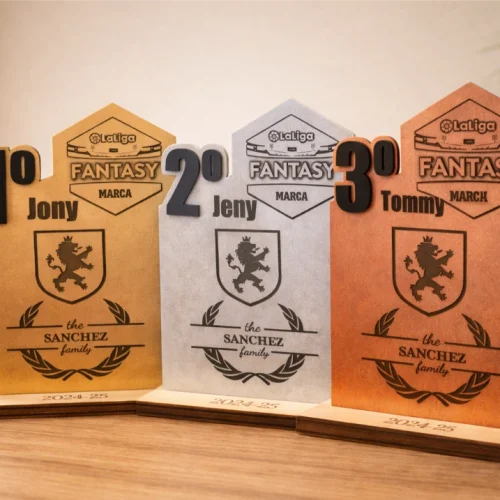 LaLiga
FANTASY
MARCA
1º
Jony
the
SANCHEZ
family
2024-25
LaLiga
FANTASY
MARCA
2º
Jeny
the
SANCHEZ
family
2024-25
LaLiga
FANTASY
MARCH
3º
Tommy
the
SANCHEZ
family
2024-25